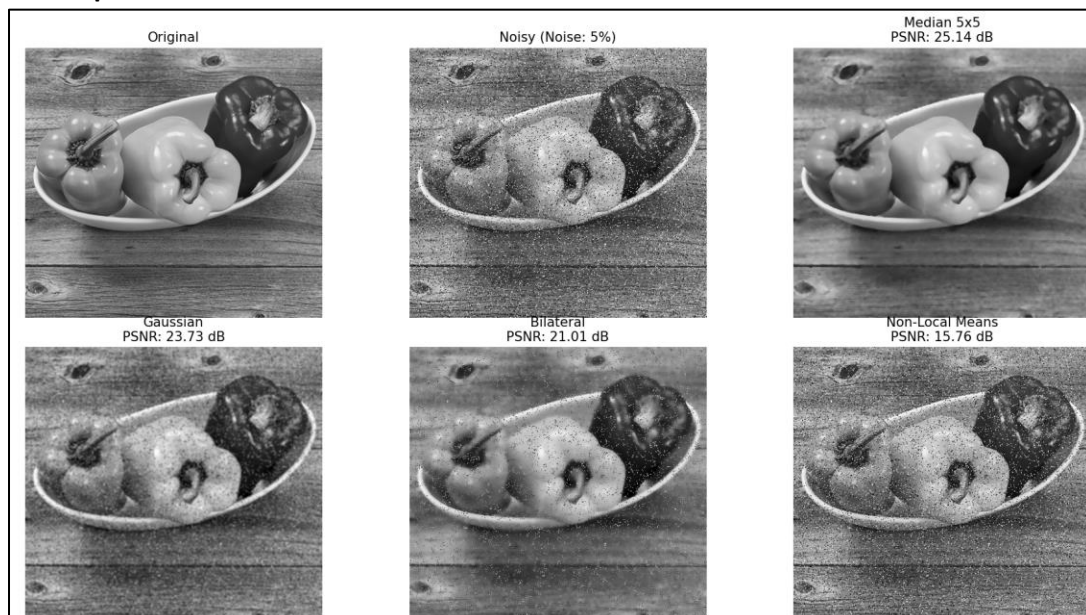 Original
Noisy (Noise: 5%)
Median 5x5
PSNR: 25.14 dB
Gaussian
PSNR: 23.73 dB
Bilateral
PSNR: 21.01 dB
Non-Local Means
PSNR: 15.76 dB